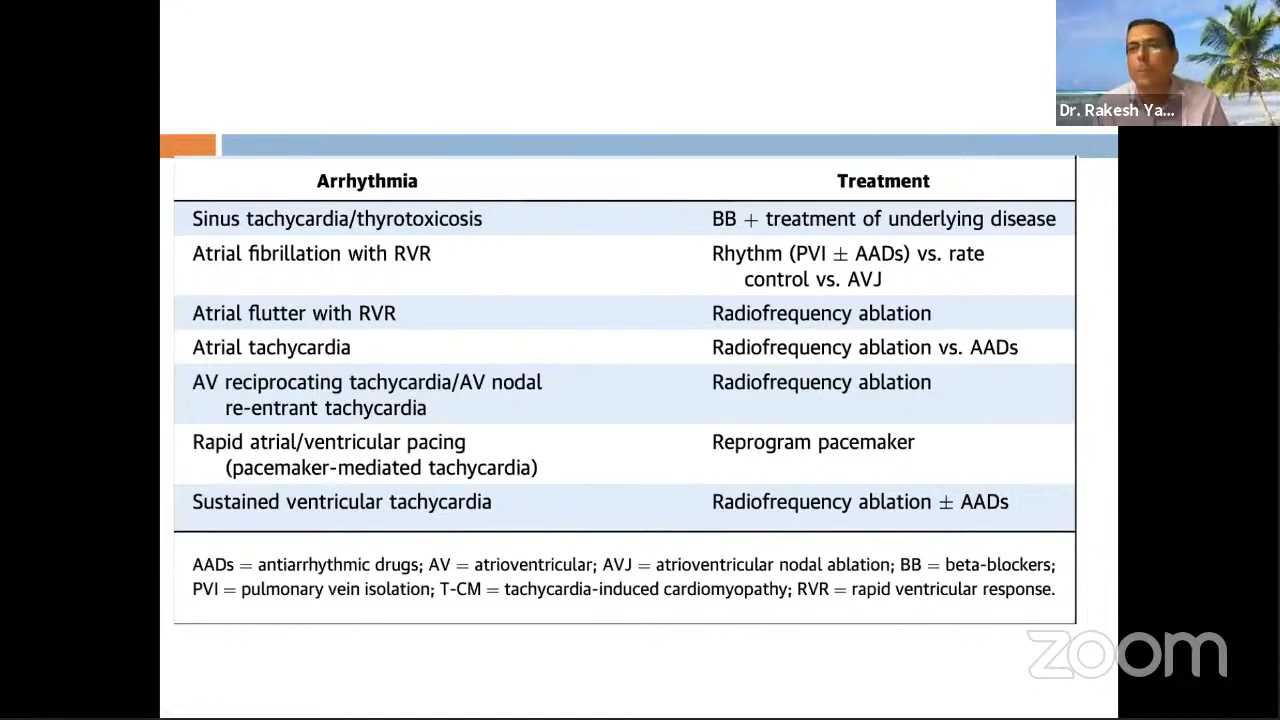 Dr. Rakesh Ya...
Arrhythmia Treatment
Sinus tachycardia/thyrotoxicosis BB + treatment of underlying disease
Atrial fibrillation with RVR Rhythm (PVI ± AADs) vs. rate
control vs. AVJ
Atrial flutter with RVR Radiofrequency ablation
Atrial tachycardia Radiofrequency ablation vs. AADs
AV reciprocating tachycardia/AV nodal Radiofrequency ablation
re-entrant tachycardia
Rapid atrial/ventricular pacing Reprogram pacemaker
(pacemaker-mediated tachycardia)
Sustained ventricular tachycardia Radiofrequency ablation ± AADs
AADs = antiarrhythmic drugs; AV = atrioventricular; AVJ = atrioventricular nodal ablation; BB = beta-blockers;
PVI = pulmonary vein isolation; T-CM = tachycardia-induced cardiomyopathy; RVR = rapid ventricular response.
zoom